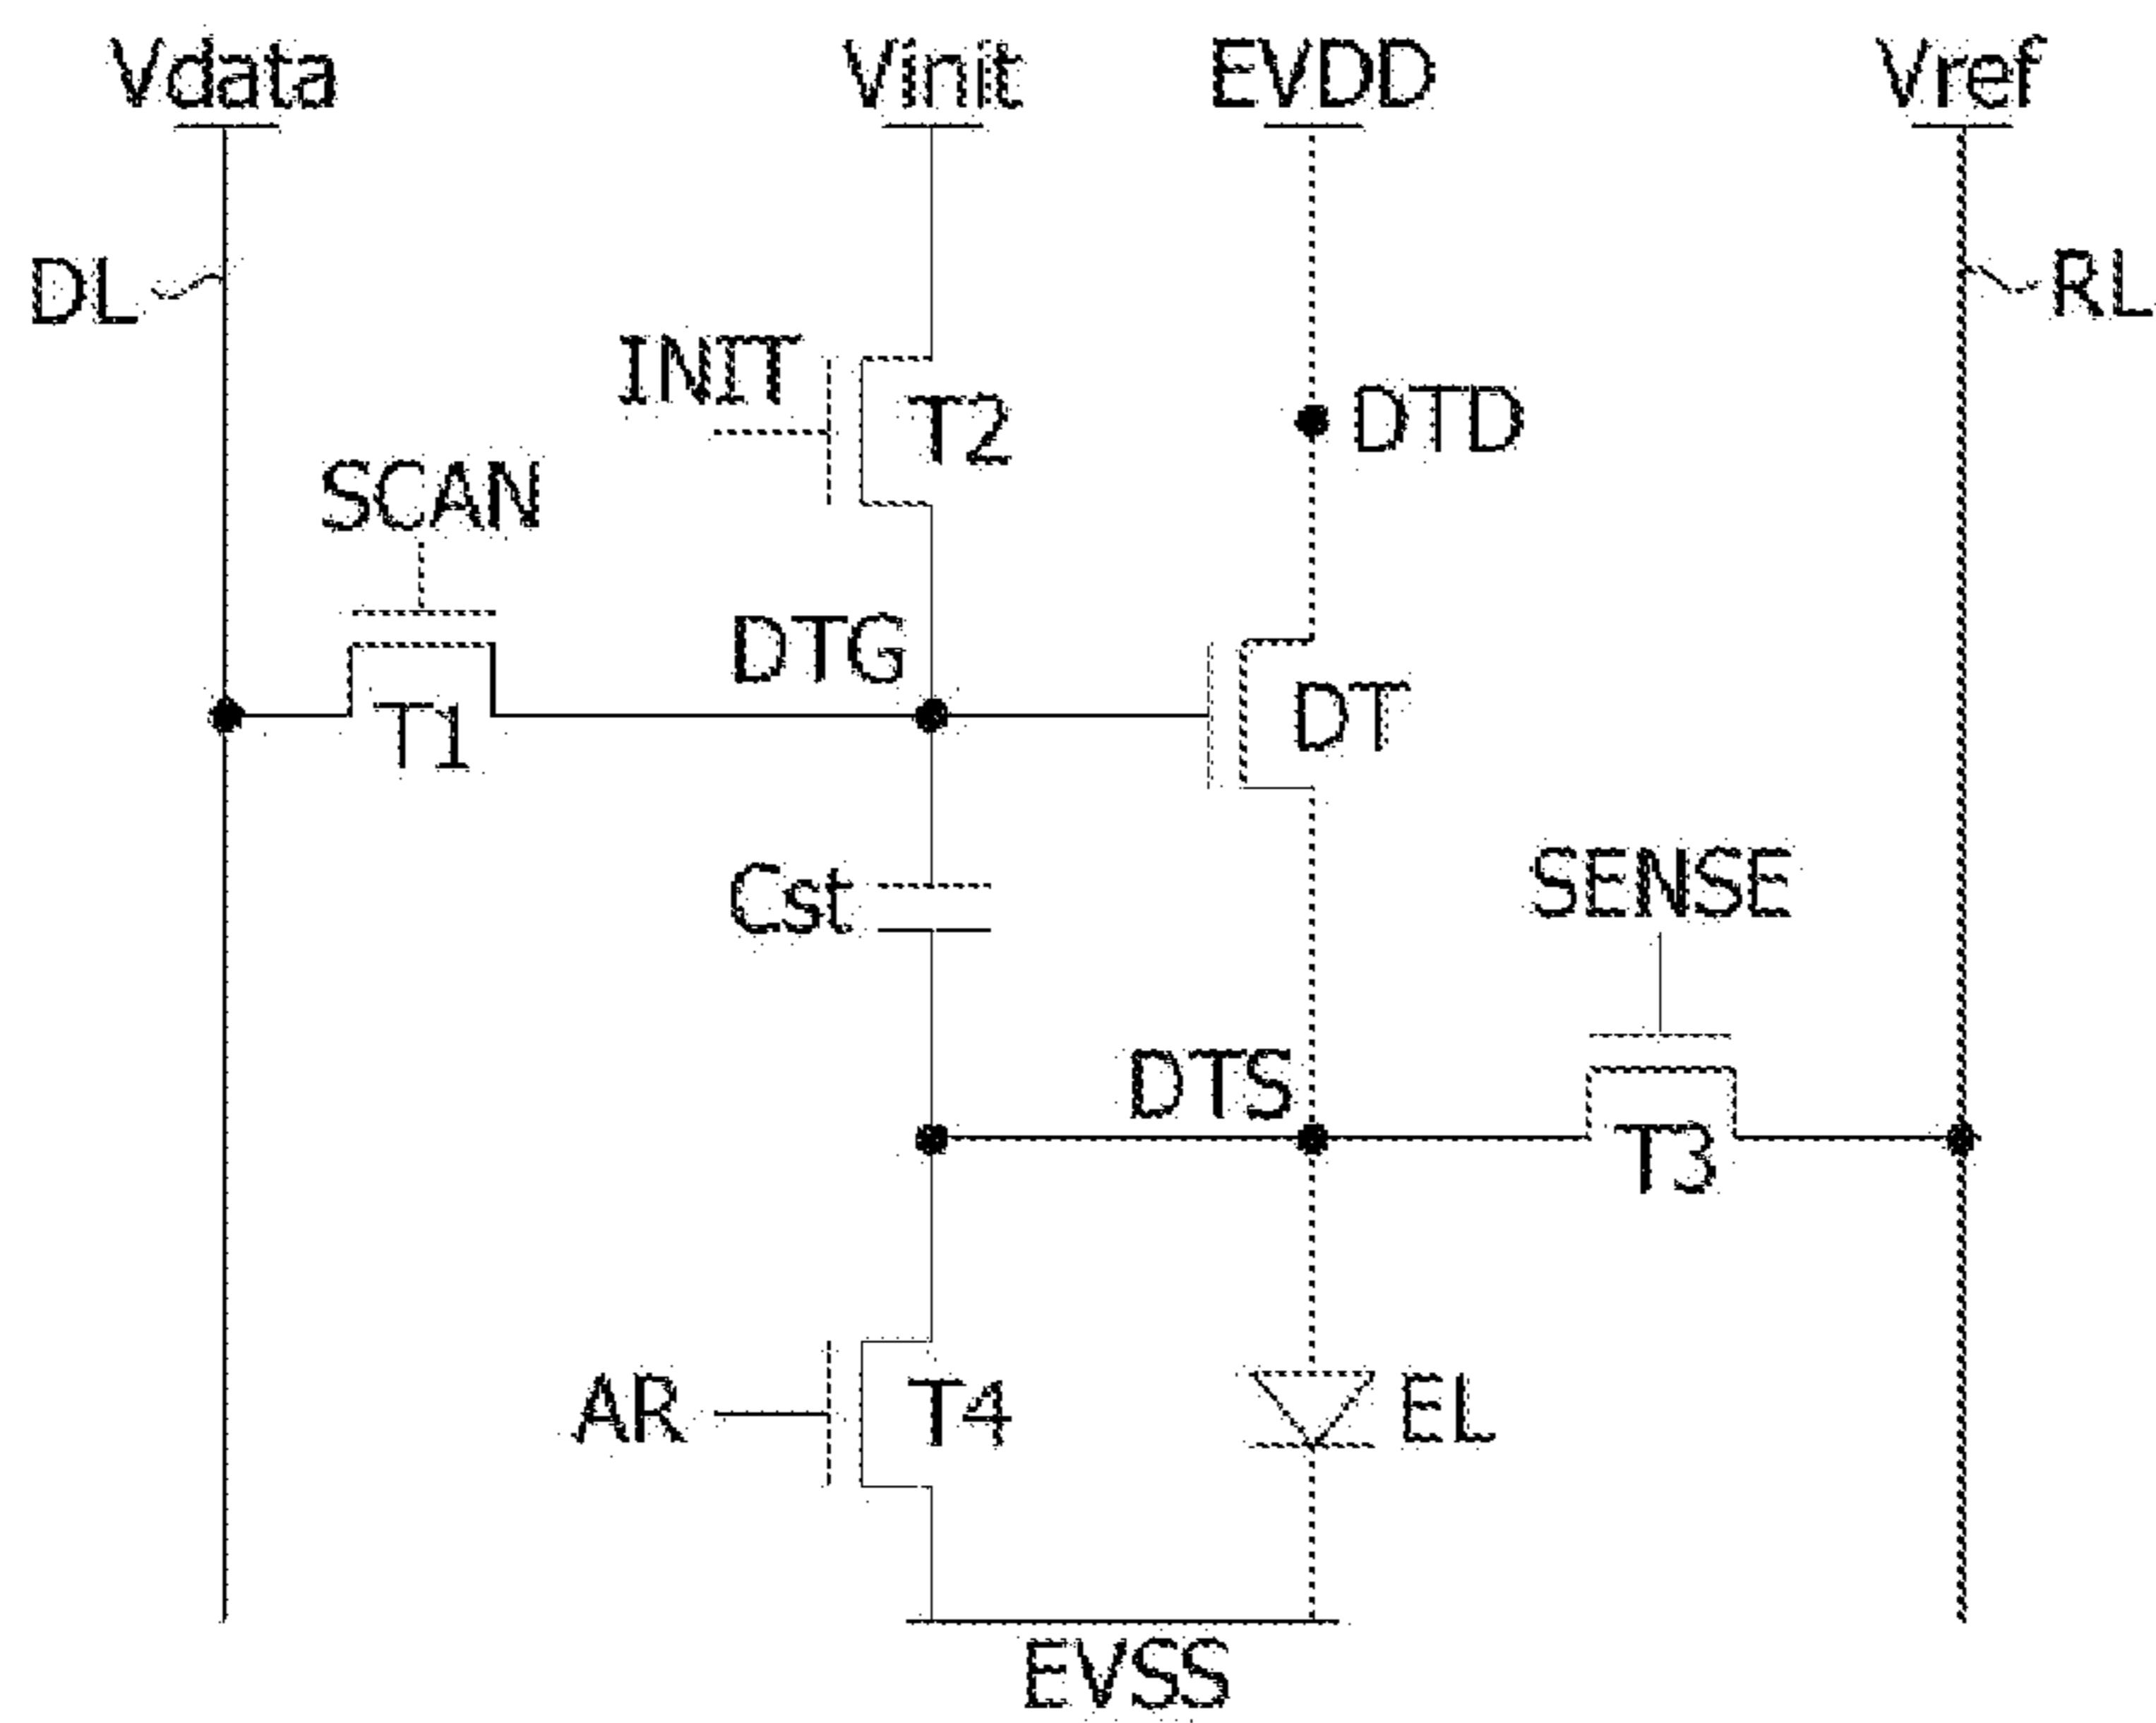 Vdata
Vinit
EVDD
Vref
DL
RL
INIT
T2
DTD
SCAN
DTG
T1
DT
Cst
SENSE
DTS
T3
AR
T4
EL
EVSS